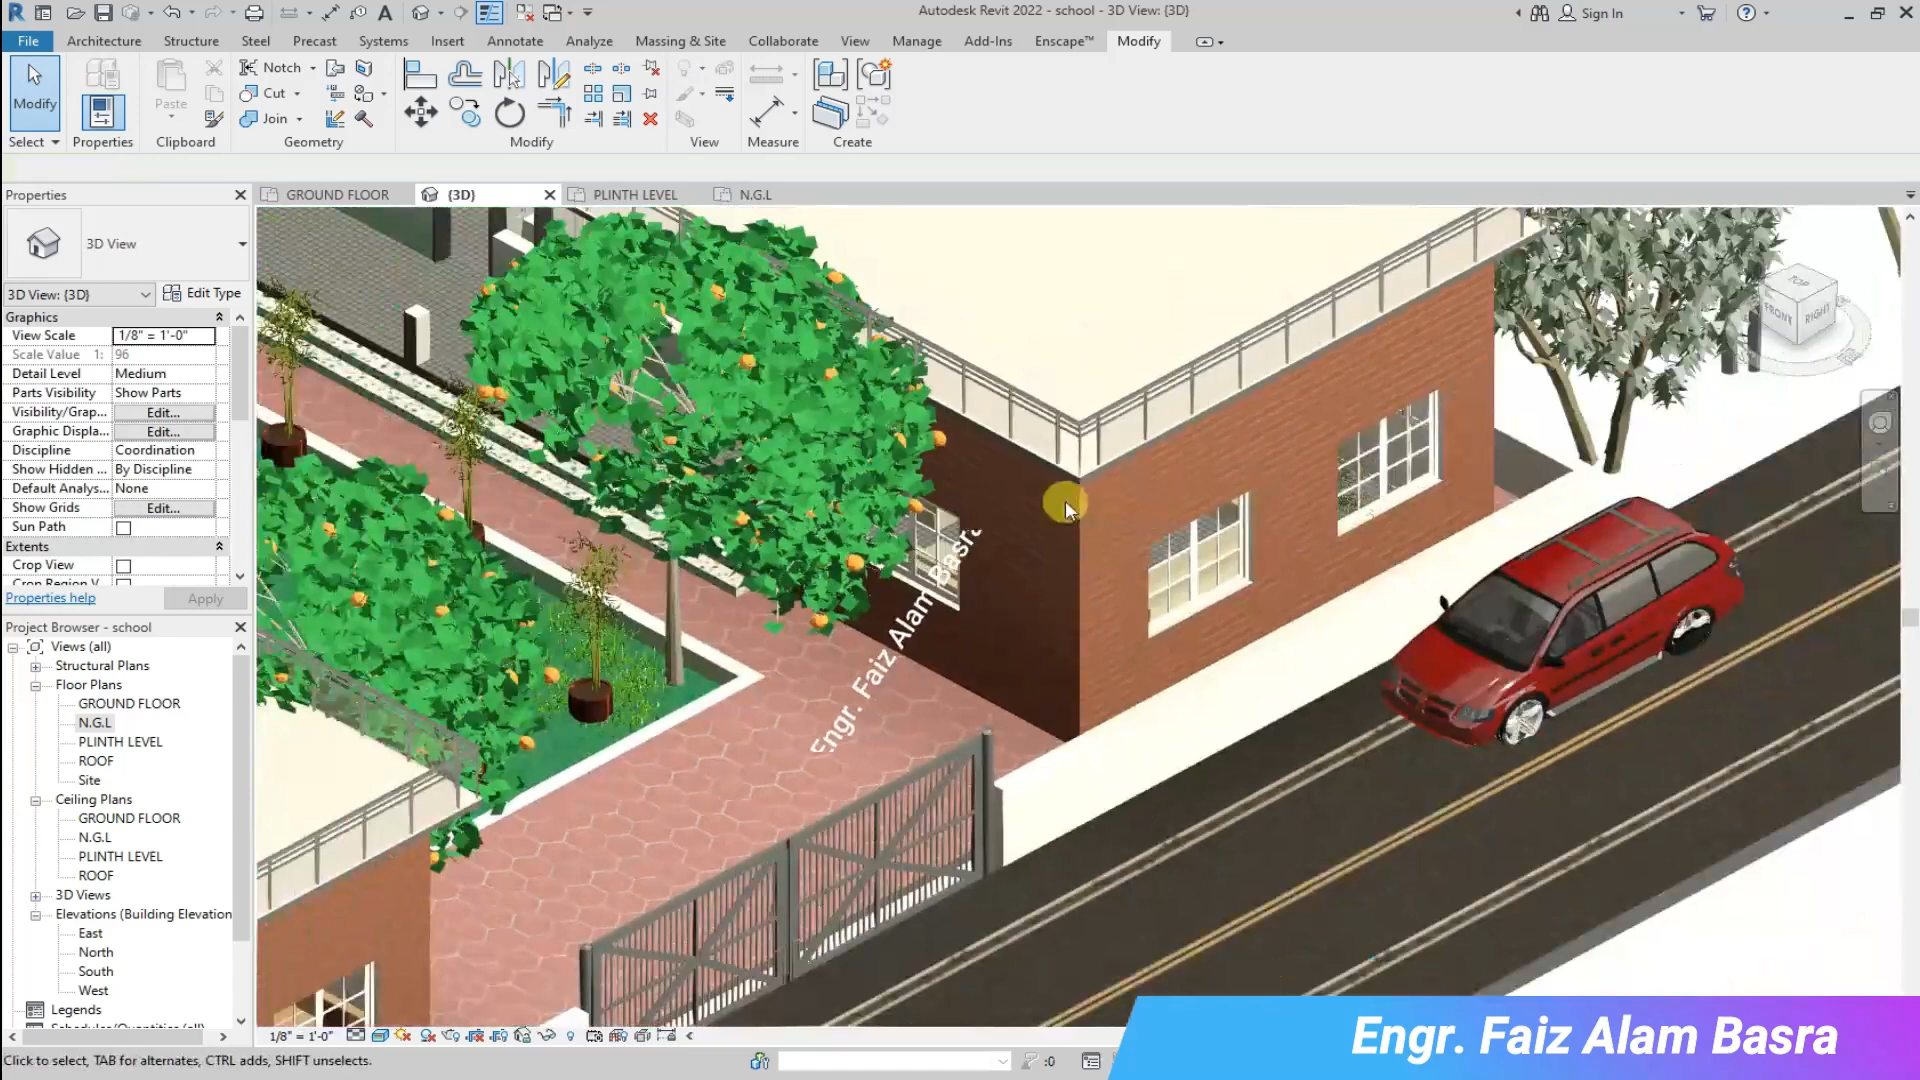 Autodesk Revit 2022 - school - 3D View: {3D}
Sign In
File Architecture Structure Steel Precast Systems Insert Annotate Analyze Massing & Site Collaborate View Manage Add-Ins Enscape™ Modify
Modify
Paste
Notch
Cut
Join
Select Properties Clipboard Geometry Modify View Measure Create
Properties
GROUND FLOOR {3D} PLINTH LEVEL N.G.L
3D View
3D View: {3D} Edit Type
Graphics
View Scale 1/8" = 1'-0"
Scale Value 1: 96
Detail Level Medium
Parts Visibility Show Parts
Visibility/Grap... Edit...
Graphic Displa... Edit...
Discipline Coordination
Show Hidden ... By Discipline
Default Analys... None
Show Grids Edit...
Sun Path
Extents
Crop View
Properties help Apply
Project Browser - school
Views (all)
Structural Plans
Floor Plans
GROUND FLOOR
N.G.L
PLINTH LEVEL
ROOF
Site
Ceiling Plans
GROUND FLOOR
N.G.L
PLINTH LEVEL
ROOF
3D Views
Elevations (Building Elevation
East
North
South
West
Legends
TOP
FRONT
RIGHT
Engr. Faiz Alam Basra
1/8" = 1'-0"
Click to select, TAB for alternates, CTRL adds, SHIFT unselects.
:0
Engr. Faiz Alam Basra